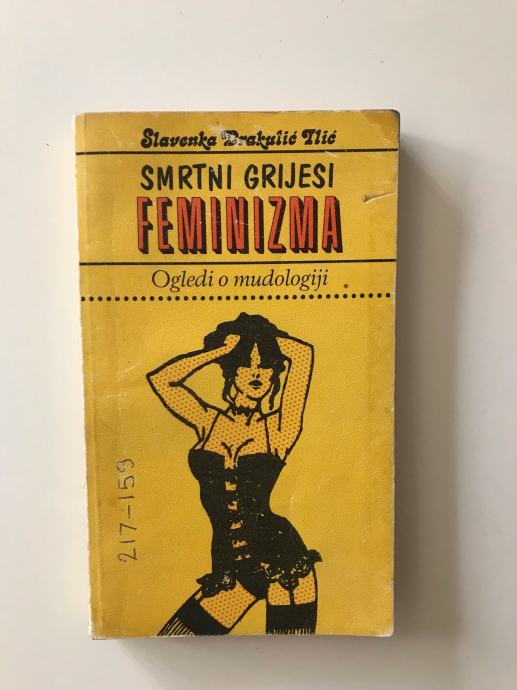 Slavenka Drakulić Ilić
SMRTNI GRIJESI
FEMINIZMA
Ogledi o mudologiji
217-159